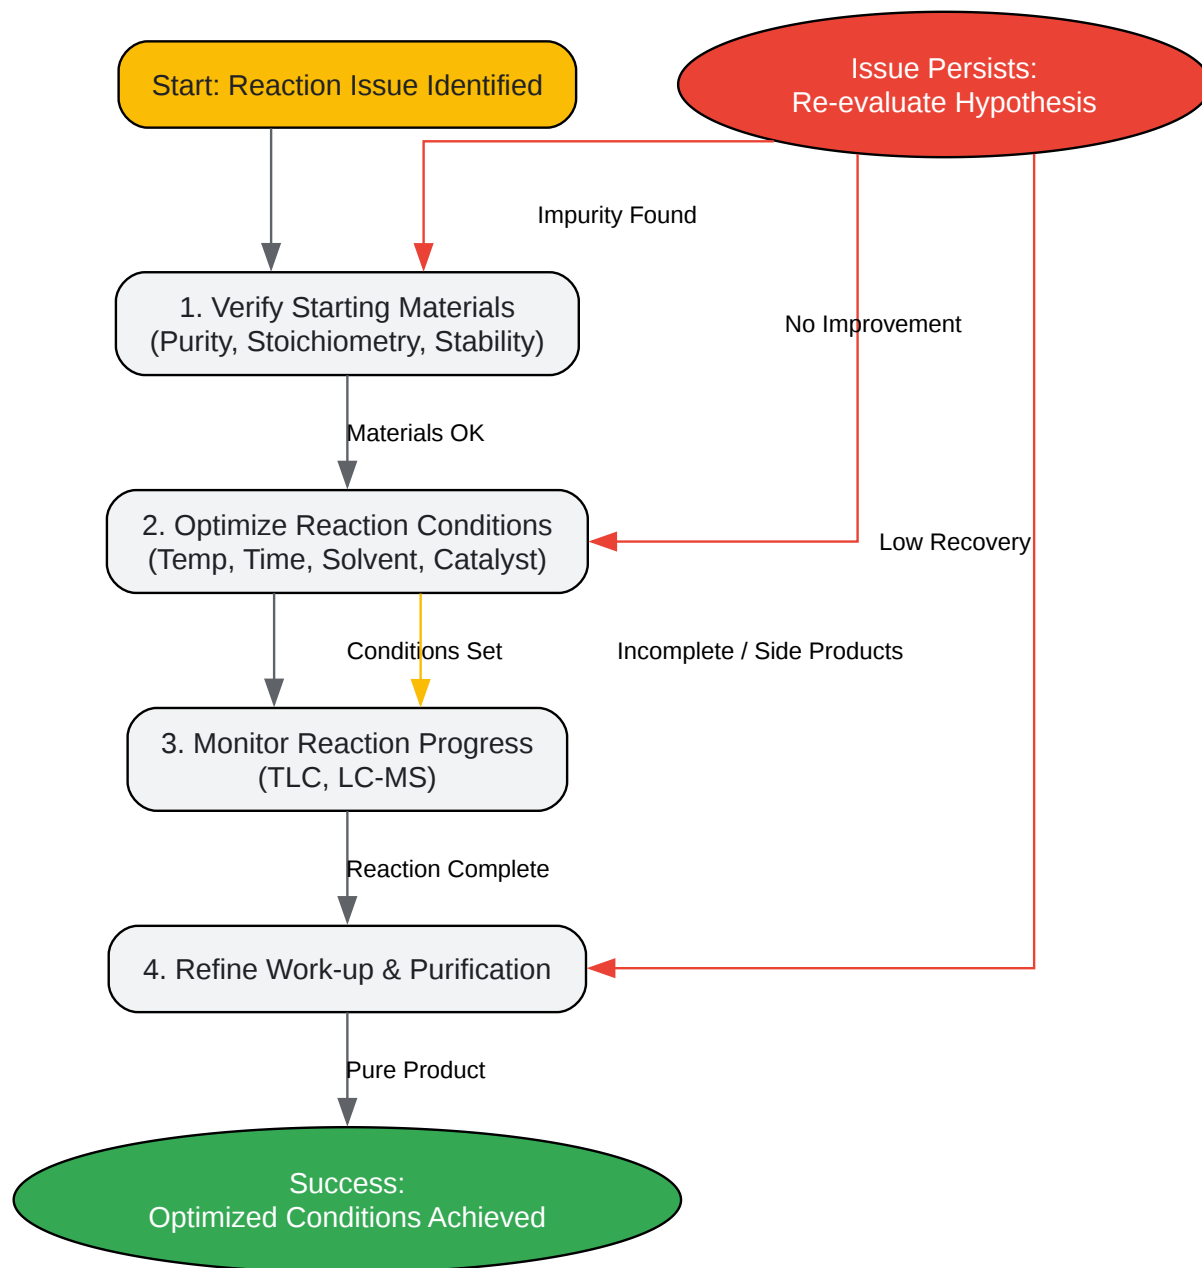 Start: Reaction Issue Identified
Issue Persists:
Re-evaluate Hypothesis
Impurity Found
1. Verify Starting Materials
(Purity, Stoichiometry, Stability)
No Improvement
Materials OK
2. Optimize Reaction Conditions
(Temp, Time, Solvent, Catalyst)
Low Recovery
Conditions Set
Incomplete / Side Products
3. Monitor Reaction Progress
(TLC, LC-MS)
Reaction Complete
4. Refine Work-up & Purification
Pure Product
Success:
Optimized Conditions Achieved